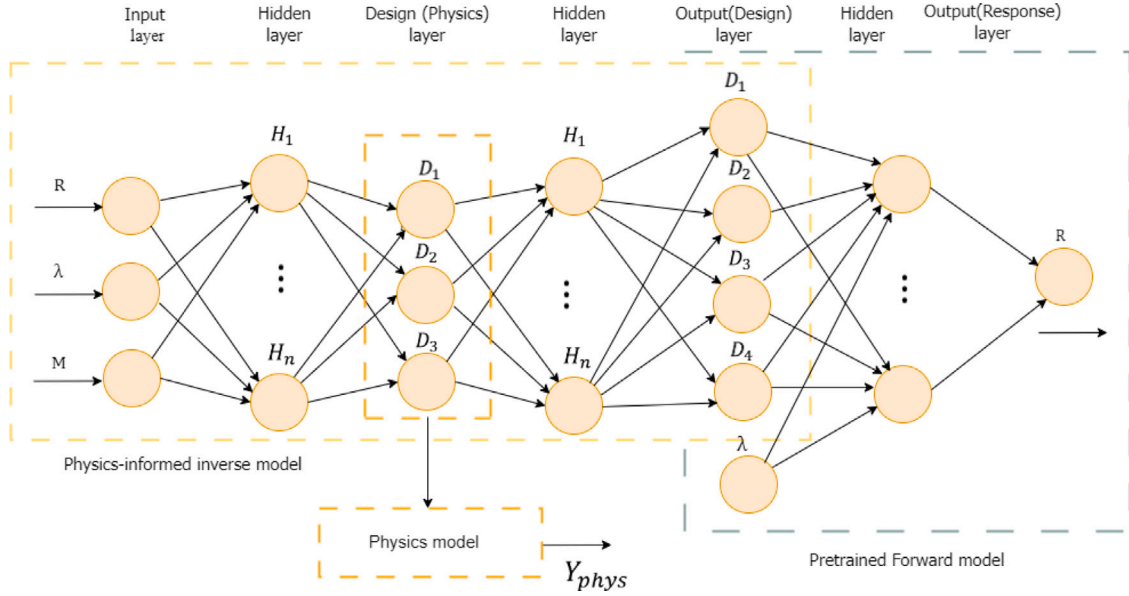 Input
layer
Hidden
layer
Design (Physics)
layer
Hidden
layer
Output(Design)
layer
Hidden
layer
Output(Response)
layer
R
λ
M
H₁
Hₙ
D₁
D₂
D₃
H₁
Hₙ
D₁
D₂
D₃
D₄
λ
R
Physics-informed inverse model
Physics model
Y_phys
Pretrained Forward model